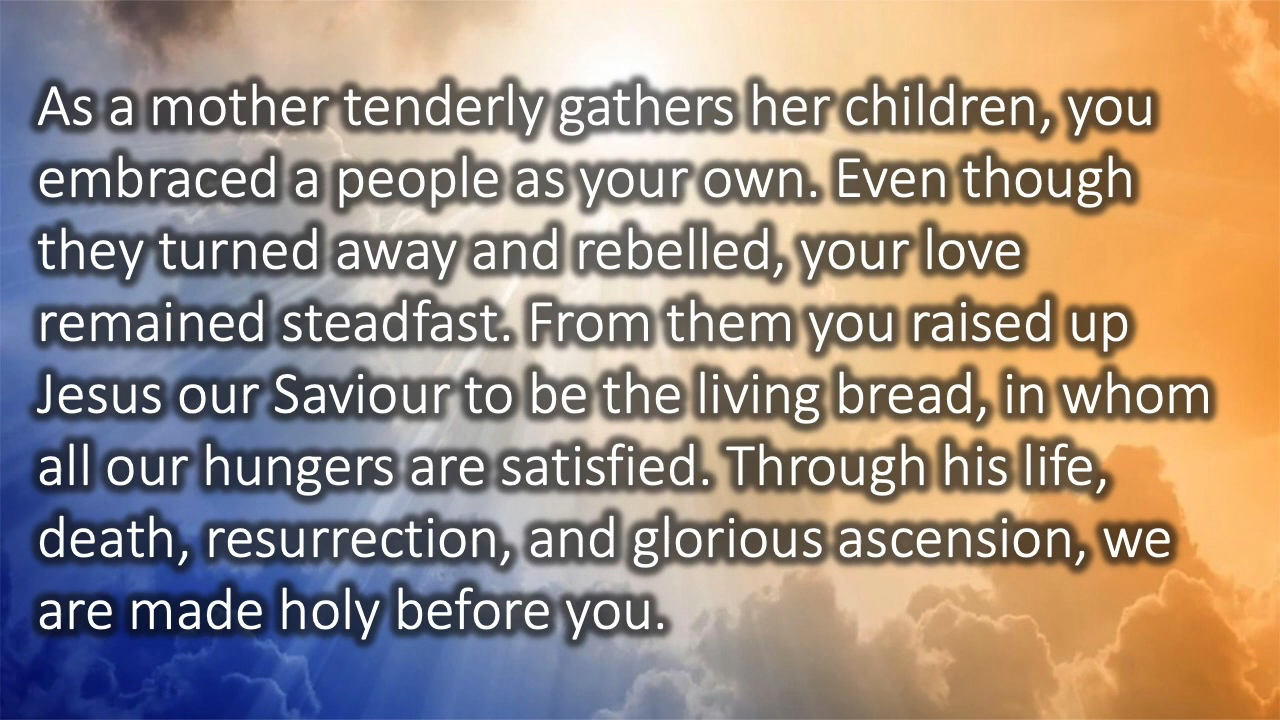 As a mother tenderly gathers her children, you
embraced a people as your own. Even though
they turned away and rebelled, your love
remained steadfast. From them you raised up
Jesus our Saviour to be the living bread, in whom
all our hungers are satisfied. Through his life,
death, resurrection, and glorious ascension, we
are made holy before you.